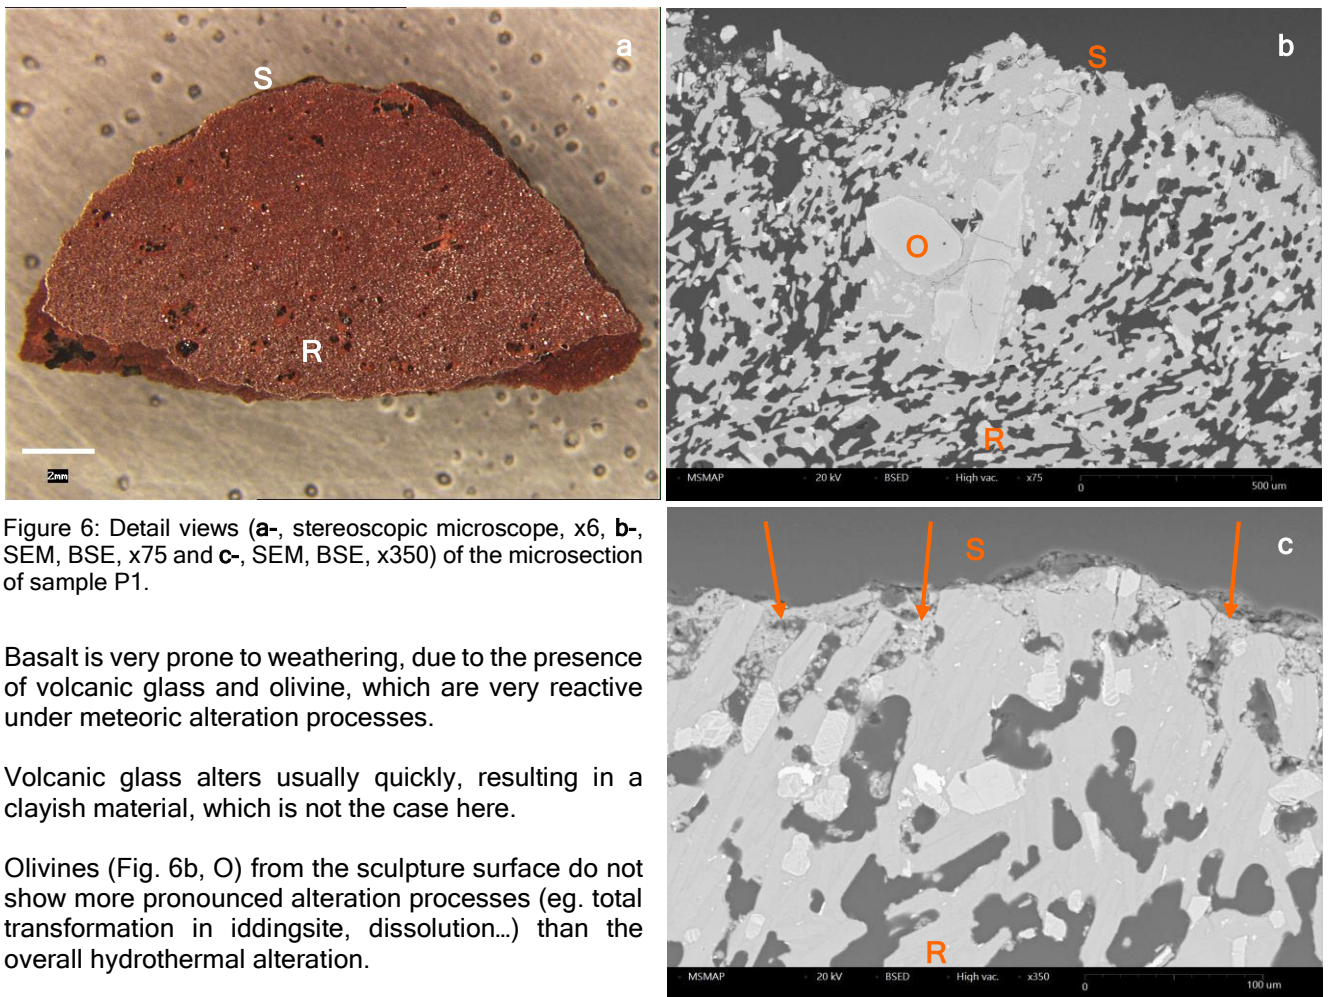 a
S
R
2mm
b
S
O
R
MSMAP 20 kV BSED High vac. x75 0 500 um
Figure 6: Detail views (a-, stereoscopic microscope, x6, b-,
SEM, BSE, x75 and c-, SEM, BSE, x350) of the microsection
of sample P1.
Basalt is very prone to weathering, due to the presence
of volcanic glass and olivine, which are very reactive
under meteoric alteration processes.
Volcanic glass alters usually quickly, resulting in a
clayish material, which is not the case here.
Olivines (Fig. 6b, O) from the sculpture surface do not
show more pronounced alteration processes (eg. total
transformation in iddingsite, dissolution...) than the
overall hydrothermal alteration.
S
c
R
MSMAP 20 kV BSED High vac. x350 0 100 um